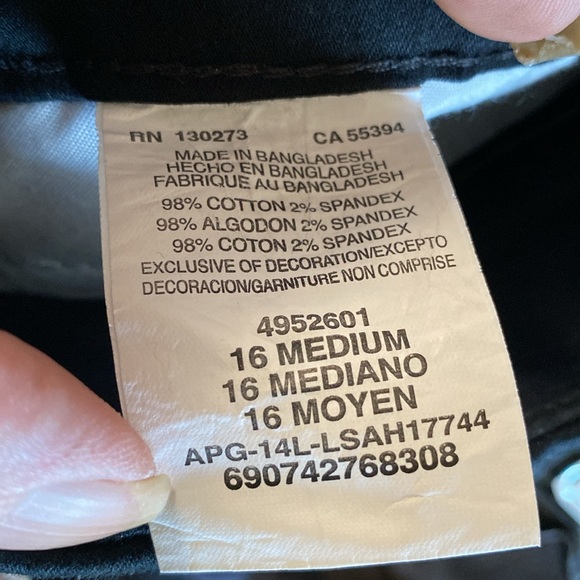 RN 130273 CA 55394
MADE IN BANGLADESH
HECHO EN BANGLADESH
FABRIQUE AU BANGLADESH
98% COTTON 2% SPANDEX
98% ALGODON 2% SPANDEX
98% COTON 2% SPANDEX
EXCLUSIVE OF DECORATION/EXCEPTO
DECORACION/GARNITURE NON COMPRISE
4952601
16 MEDIUM
16 MEDIANO
16 MOYEN
APG-14L-LSAH17744
690742768308